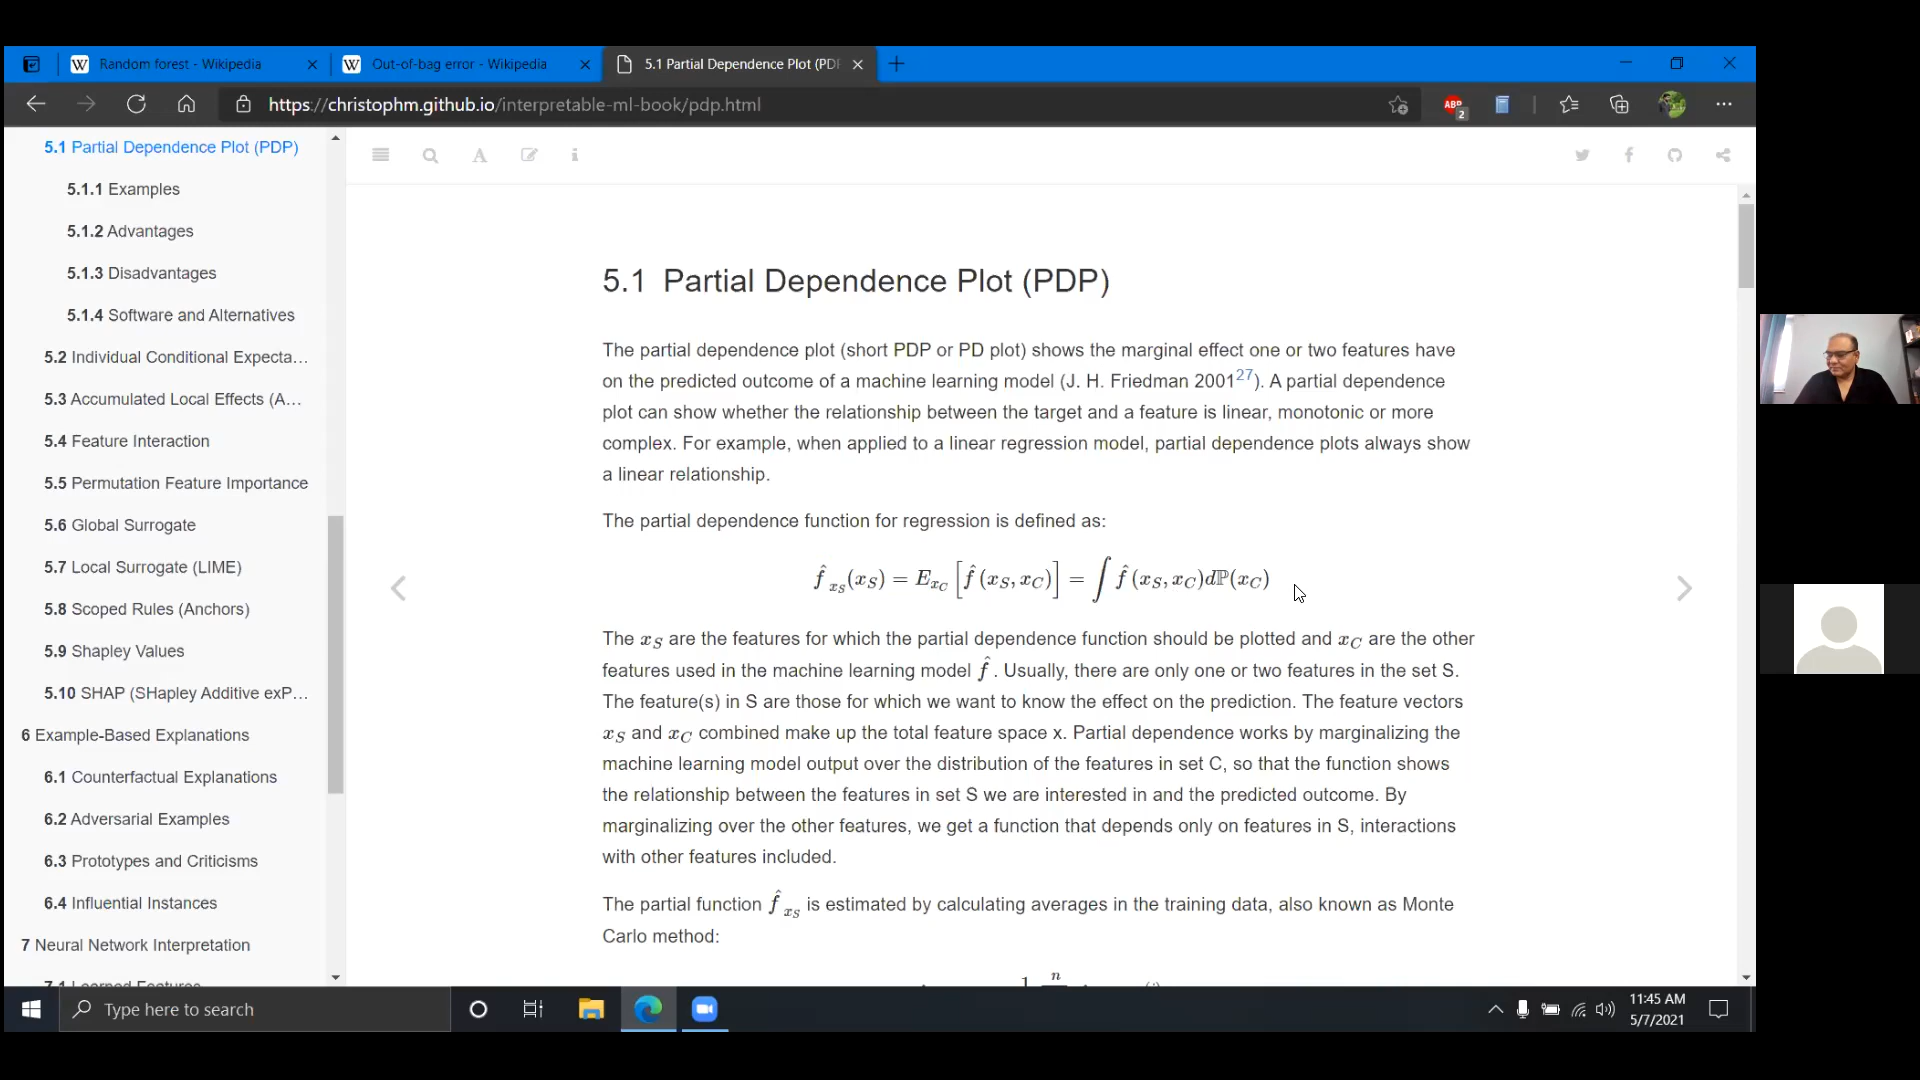 Random forest - Wikipedia
Out-of-bag error - Wikipedia
5.1 Partial Dependence Plot (PDF
https://christophm.github.io/interpretable-ml-book/pdp.html
ABP
2
5.1 Partial Dependence Plot (PDP)
5.1.1 Examples
5.1.2 Advantages
5.1.3 Disadvantages
5.1.4 Software and Alternatives
5.2 Individual Conditional Expecta…
5.3 Accumulated Local Effects (A…
5.4 Feature Interaction
5.5 Permutation Feature Importance
5.6 Global Surrogate
5.7 Local Surrogate (LIME)
5.8 Scoped Rules (Anchors)
5.9 Shapley Values
5.10 SHAP (SHapley Additive exP…
6 Example-Based Explanations
6.1 Counterfactual Explanations
6.2 Adversarial Examples
6.3 Prototypes and Criticisms
6.4 Influential Instances
7 Neural Network Interpretation
7.1 Learned Features
5.1 Partial Dependence Plot (PDP)
The partial dependence plot (short PDP or PD plot) shows the marginal effect one or two features have
on the predicted outcome of a machine learning model (J. H. Friedman 2001²⁷). A partial dependence
plot can show whether the relationship between the target and a feature is linear, monotonic or more
complex. For example, when applied to a linear regression model, partial dependence plots always show
a linear relationship.
The partial dependence function for regression is defined as:
f̂_{x_S}(x_S) = E_{x_C} [f̂(x_S, x_C)] = ∫ f̂(x_S, x_C)dℙ(x_C)
The x_S are the features for which the partial dependence function should be plotted and x_C are the other
features used in the machine learning model f̂. Usually, there are only one or two features in the set S.
The feature(s) in S are those for which we want to know the effect on the prediction. The feature vectors
x_S and x_C combined make up the total feature space x. Partial dependence works by marginalizing the
machine learning model output over the distribution of the features in set C, so that the function shows
the relationship between the features in set S we are interested in and the predicted outcome. By
marginalizing over the other features, we get a function that depends only on features in S, interactions
with other features included.
The partial function f̂_{x_S} is estimated by calculating averages in the training data, also known as Monte
Carlo method:
Type here to search
11:45 AM
5/7/2021